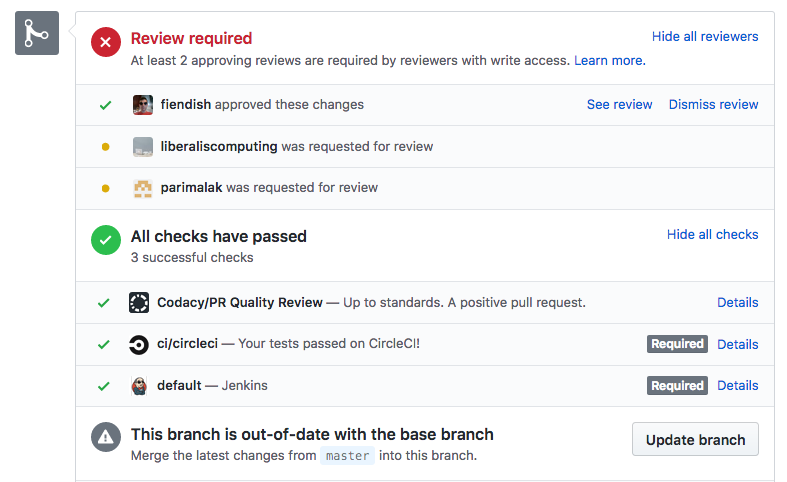 Review required
Hide all reviewers
At least 2 approving reviews are required by reviewers with write access. Learn more.
fiendish approved these changes
See review Dismiss review
liberaliscomputing was requested for review
parimalak was requested for review
All checks have passed
Hide all checks
3 successful checks
Codacy/PR Quality Review — Up to standards. A positive pull request.
Details
ci/circleci — Your tests passed on CircleCI!
Required Details
default — Jenkins
Required Details
This branch is out-of-date with the base branch
Update branch
Merge the latest changes from master into this branch.